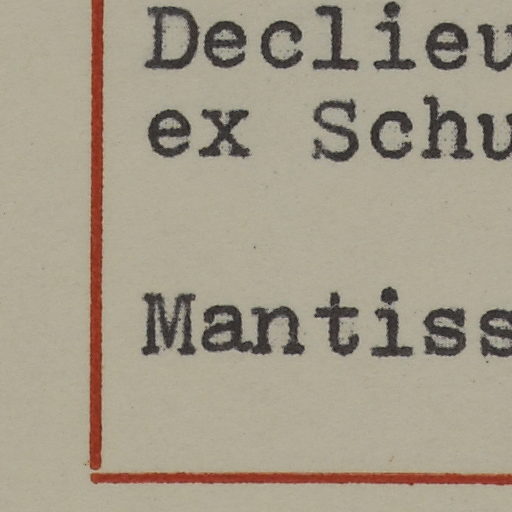 Declieu
ex Schu
Mantiss